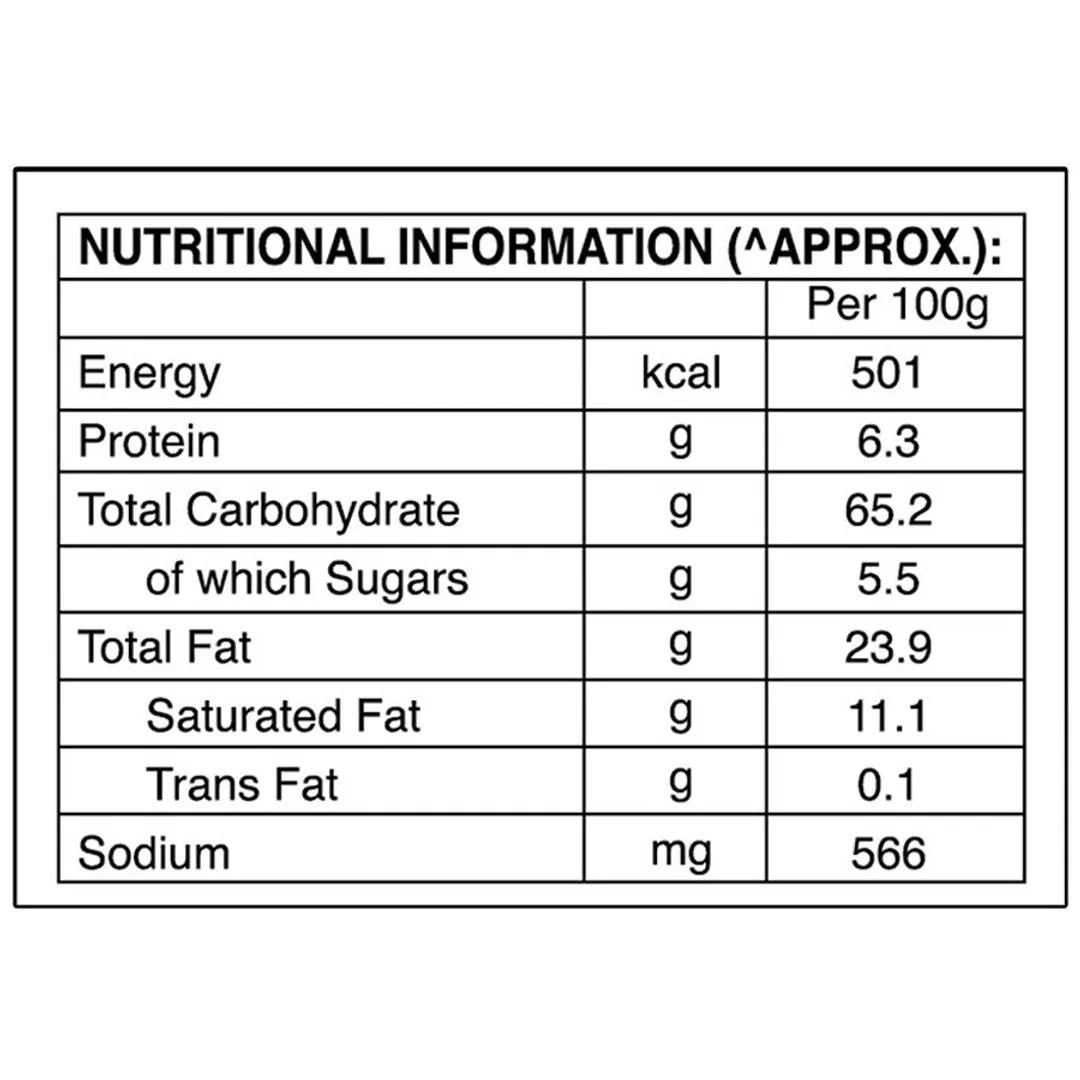 NUTRITIONAL INFORMATION (^APPROX.):
Per 100g
Energy kcal 501
Protein g 6.3
Total Carbohydrate g 65.2
of which Sugars g 5.5
Total Fat g 23.9
Saturated Fat g 11.1
Trans Fat g 0.1
Sodium mg 566